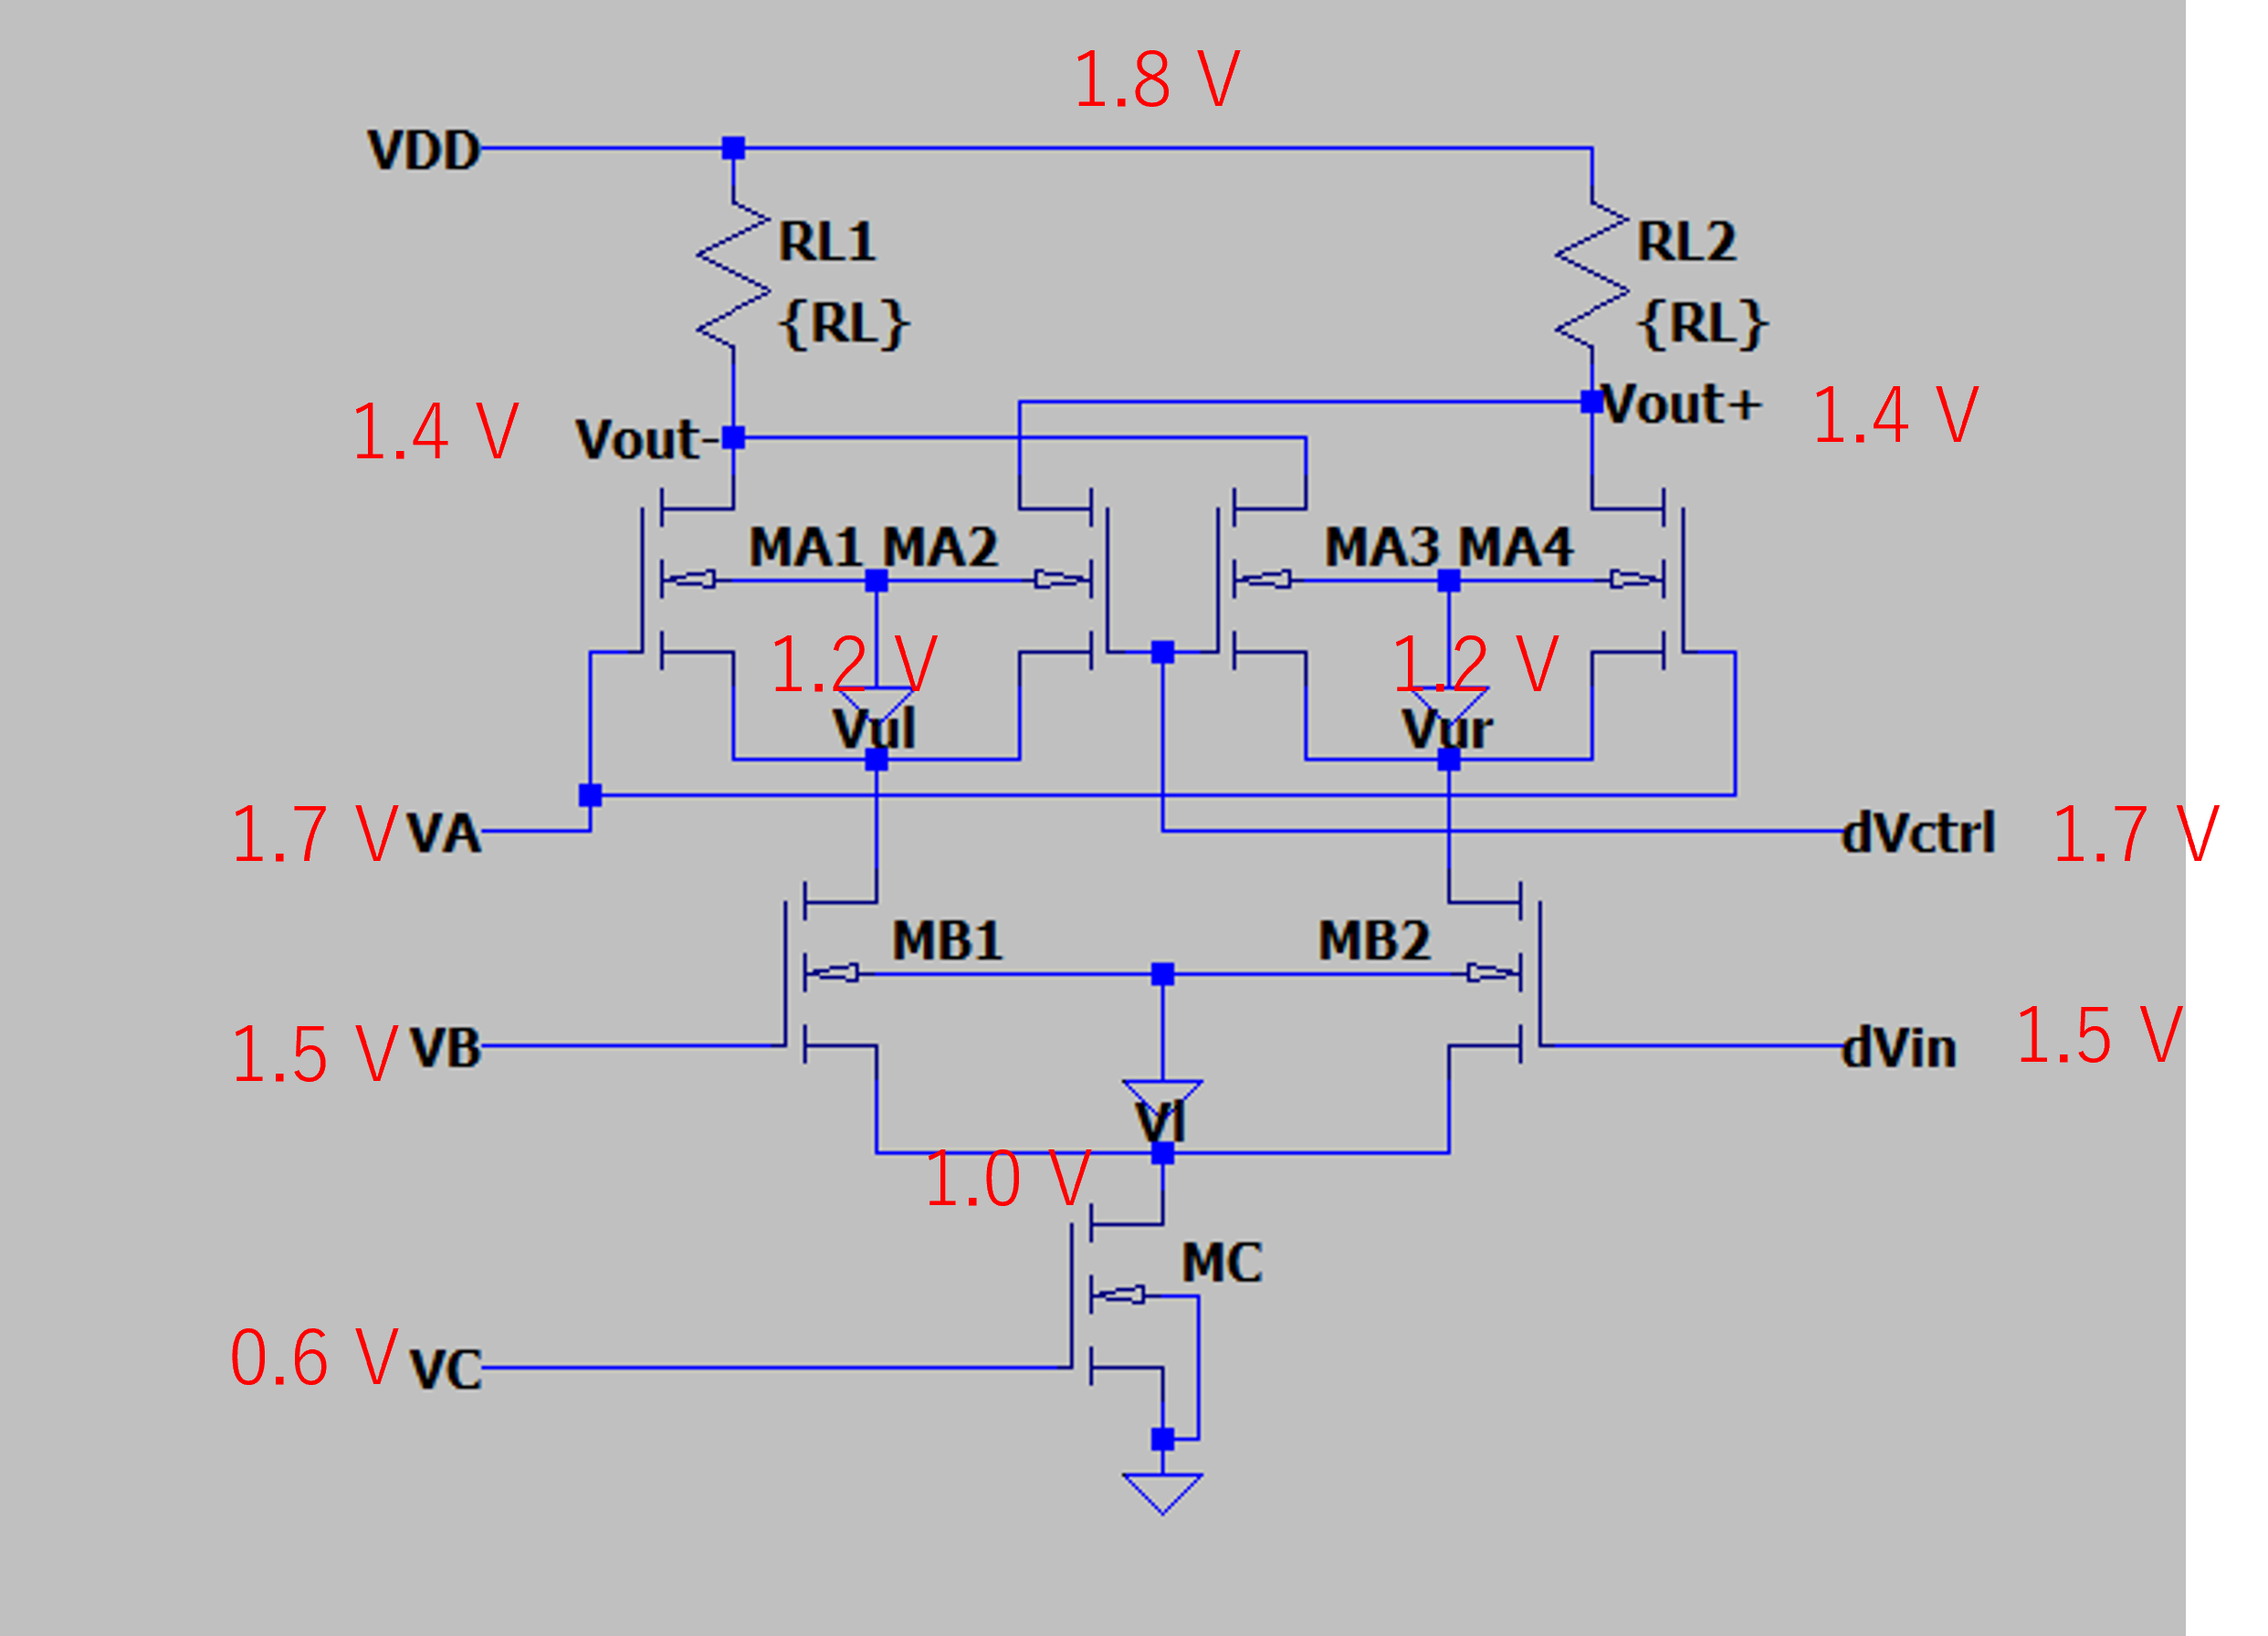 1.8 V
VDD
RL1
{RL}
RL2
{RL}
1.4 V Vout-
Vout+ 1.4 V
MA1 MA2
MA3 MA4
1.2 V
1.2 V
Vul
Vur
1.7 V VA
dVctrl 1.7 V
MB1
MB2
1.5 V VB
dVin 1.5 V
Vl
1.0 V
MC
0.6 V VC